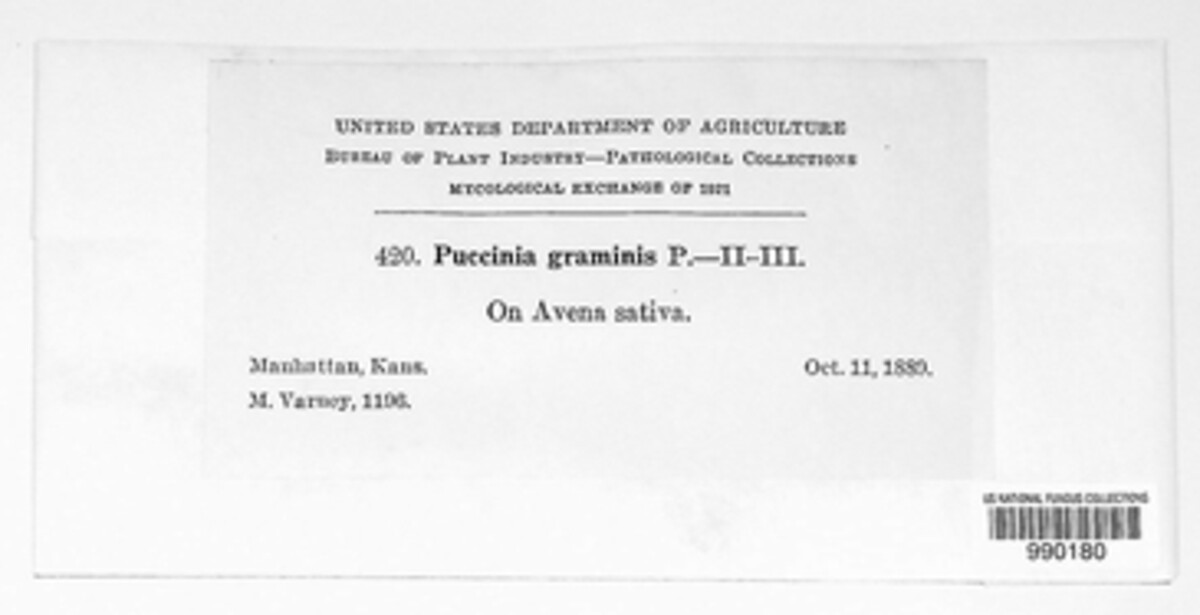 UNITED STATES DEPARTMENT OF AGRICULTURE
BUREAU OF PLANT INDUSTRY—PATHOLOGICAL COLLECTIONS
MYCOLOGICAL EXCHANGE OF
420. Puccinia graminis P.—II–III.
On Avena sativa.
Manhattan, Kans.
Oct. 11, 1889.
M. Varney, 1196.
US NATIONAL FUNGUS COLLECTIONS
990180